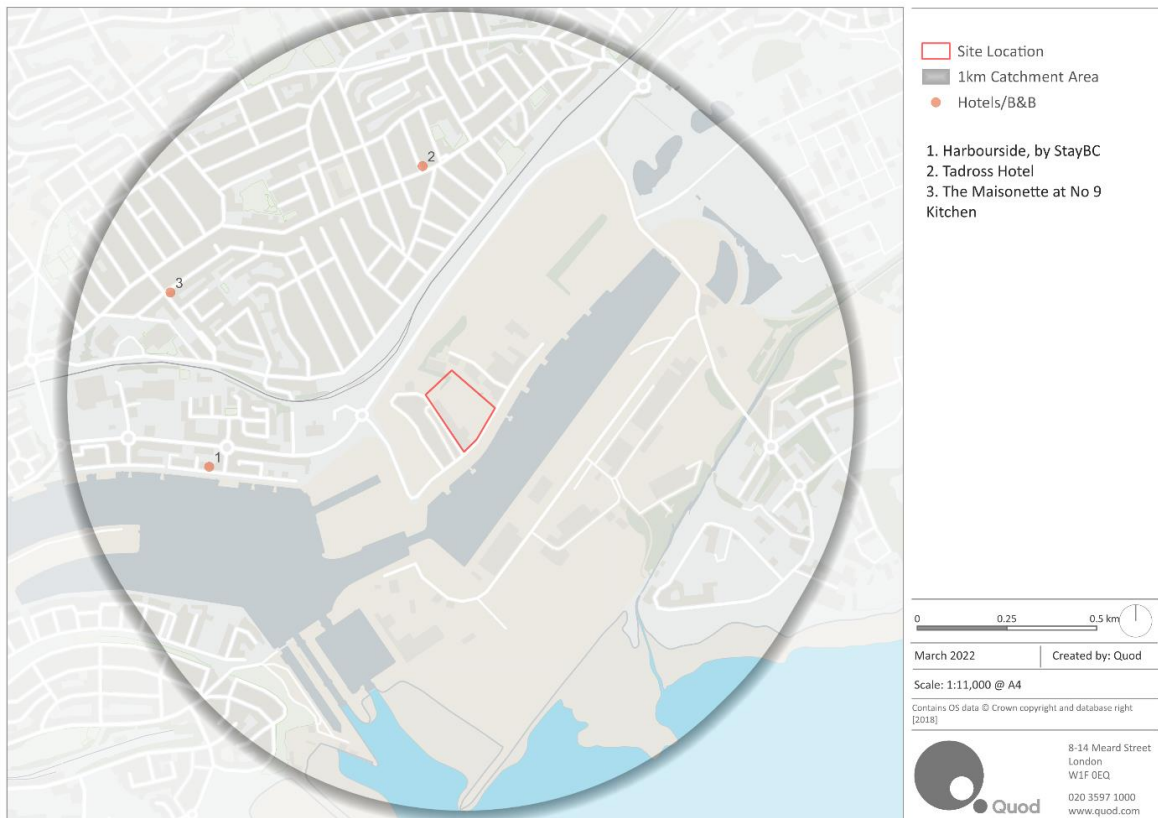 2
3
1
Site Location
1km Catchment Area
Hotels/B&B
1. Harbourside, by StayBC
2. Tadross Hotel
3. The Maisonette at No 9
Kitchen
0 0.25 0.5 km
March 2022 Created by: Quod
Scale: 1:11,000 @ A4
Contains OS data © Crown copyright and database right
[2018]
8-14 Meard Street
London
W1F 0EQ
020 3597 1000
www.quod.com
Quod